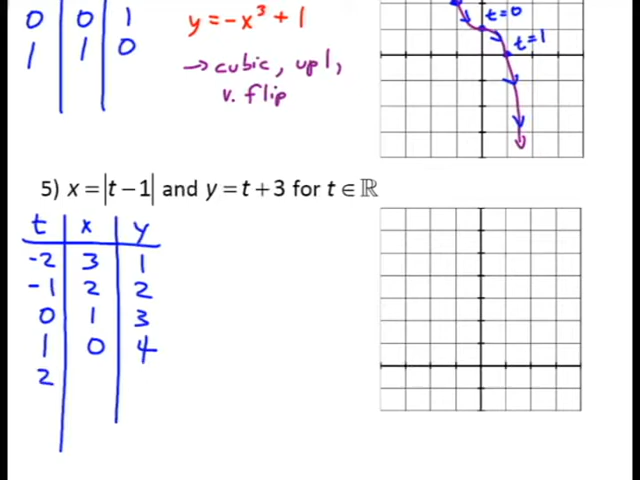 0 0 1
1 1 0
y = -x³ + 1
→ cubic, up 1,
v. flip
t=0
t=1
5) x = |t − 1| and y = t + 3 for t ∈ ℝ
t x y
-2 3 1
-1 2 2
0 1 3
1 0 4
2